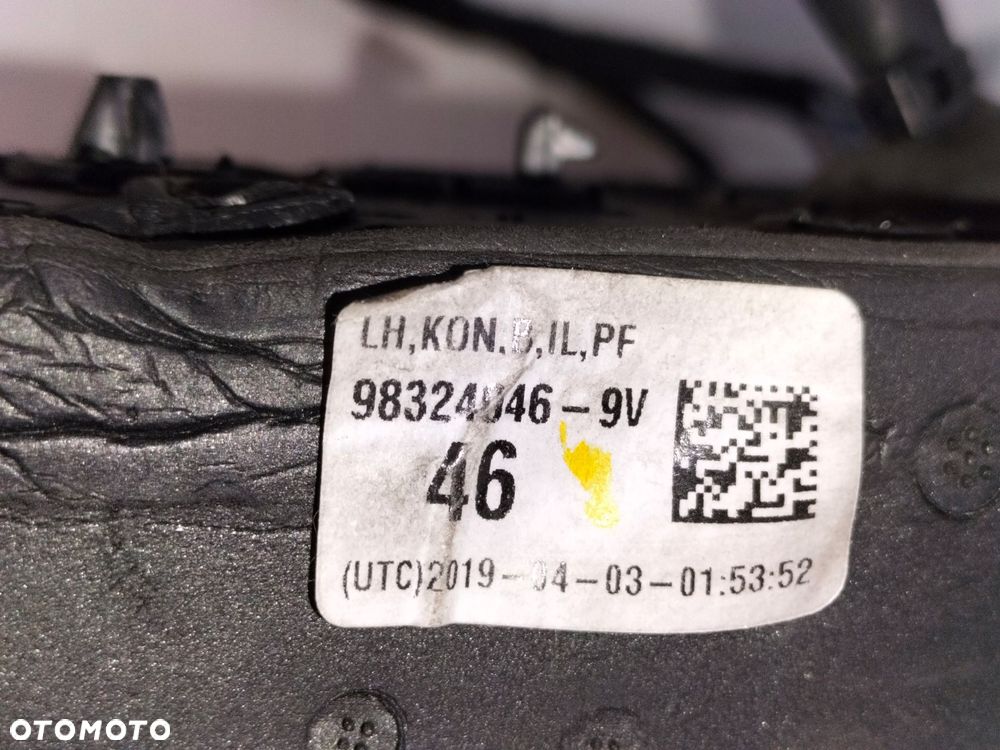 LH,KON.B,IL,PF
98324046-9V
46
(UTC)2019-04-03-01:53:52
OTOMOTO